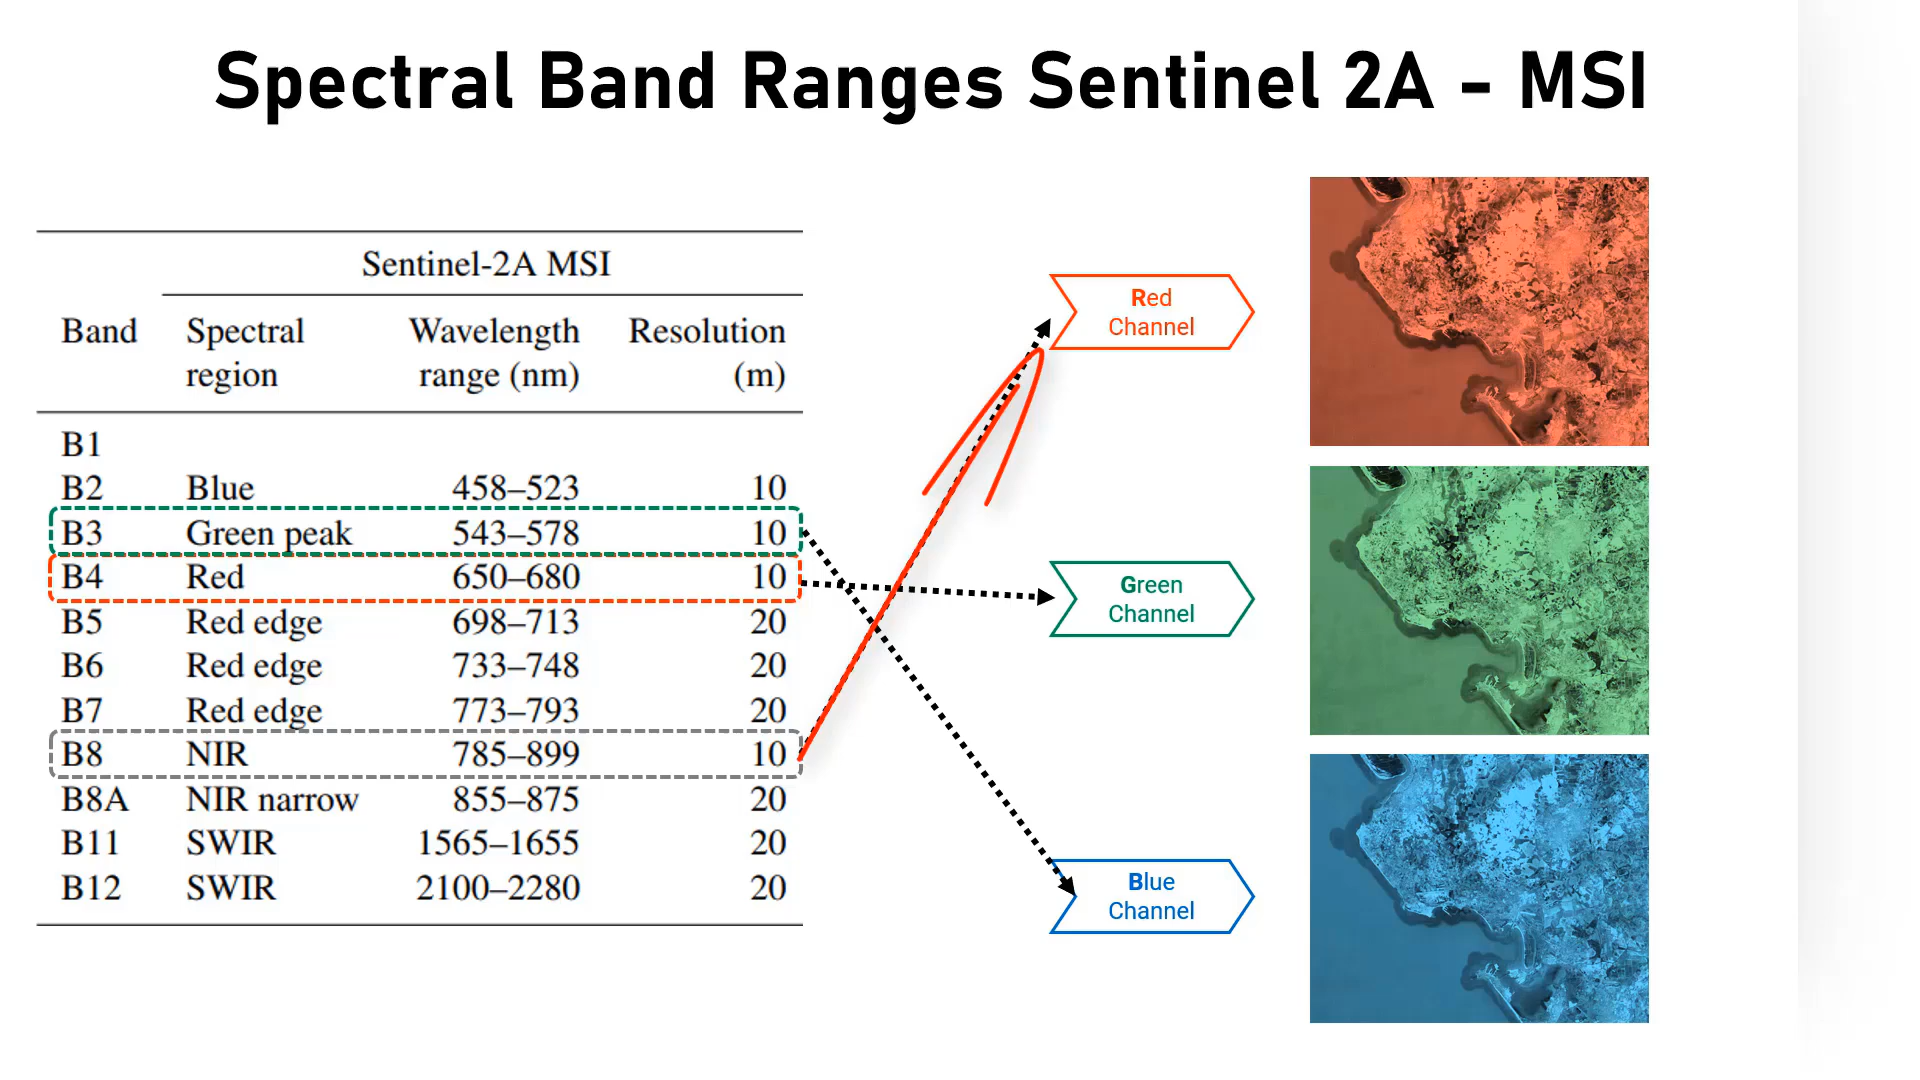 Spectral Band Ranges Sentinel 2A - MSI
Sentinel-2A MSI
Band Spectral region Wavelength range (nm) Resolution (m)
B1
B2 Blue 458–523 10
B3 Green peak 543–578 10
B4 Red 650–680 10
B5 Red edge 698–713 20
B6 Red edge 733–748 20
B7 Red edge 773–793 20
B8 NIR 785–899 10
B8A NIR narrow 855–875 20
B11 SWIR 1565–1655 20
B12 SWIR 2100–2280 20
Red
Channel
Green
Channel
Blue
Channel